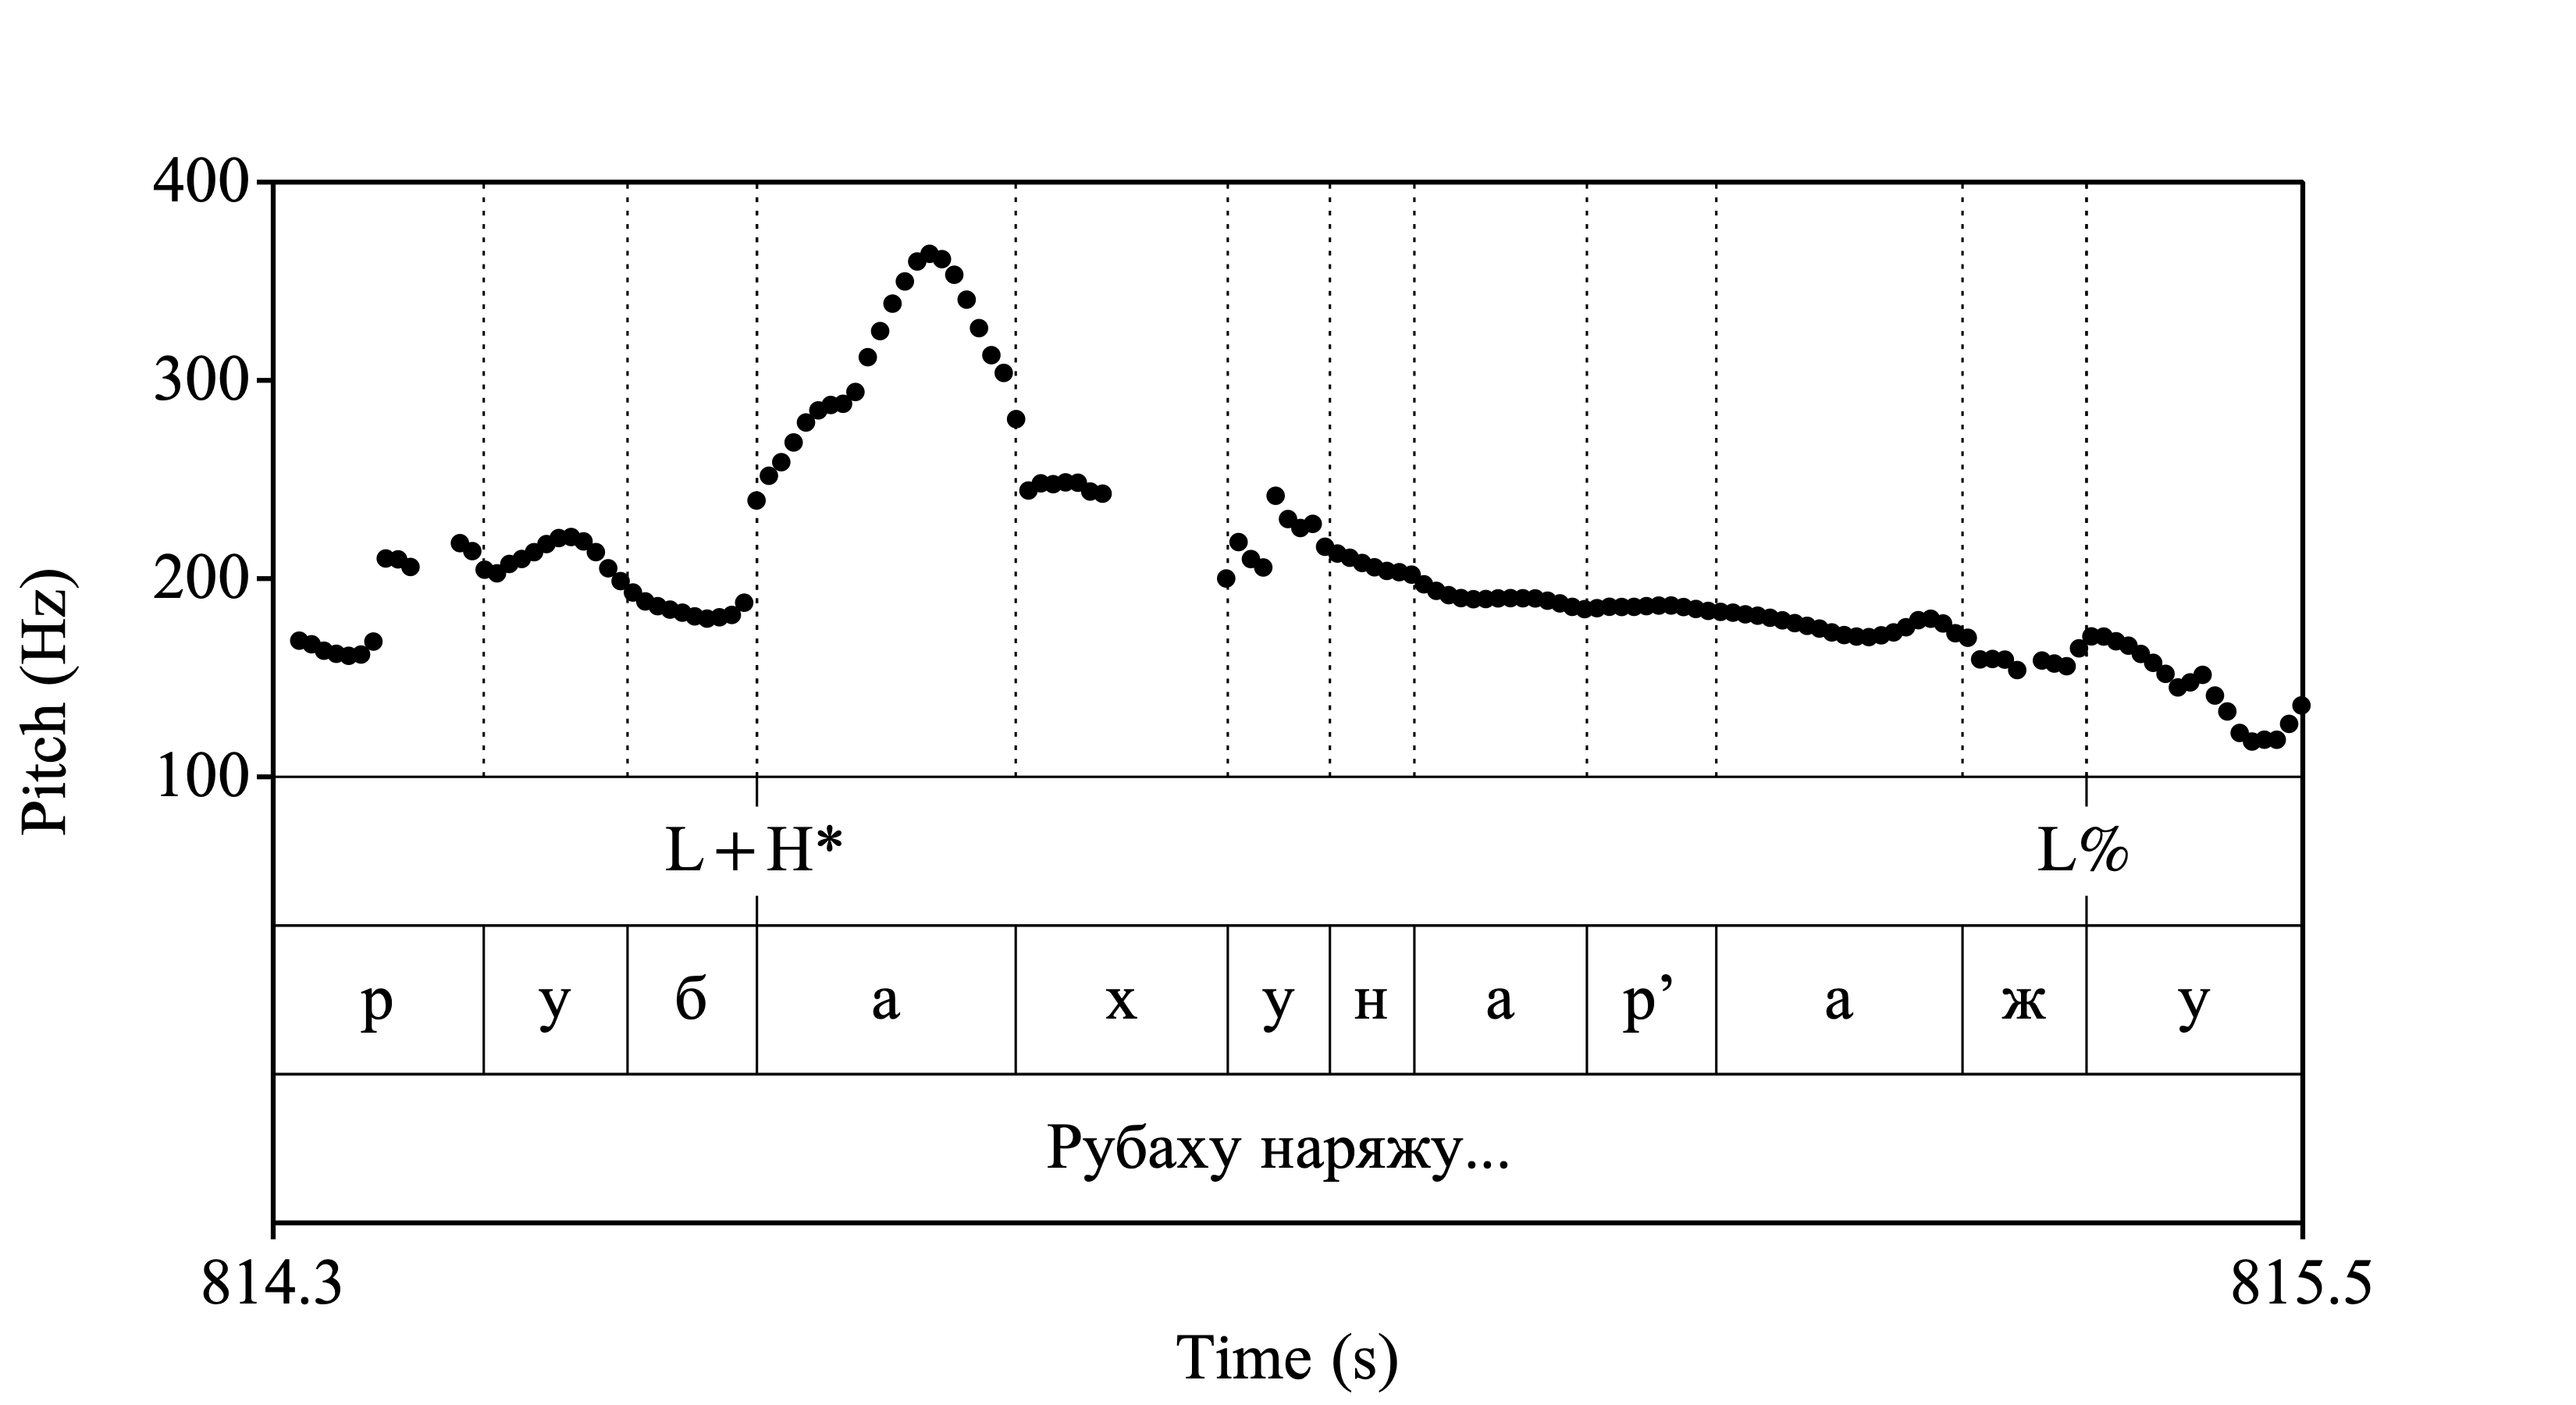 400
300
200
100
Pitch (Hz)
L+H* L%
р у б а х у н а р’ а ж у
Рубаху наряжу...
814.3 815.5
Time (s)